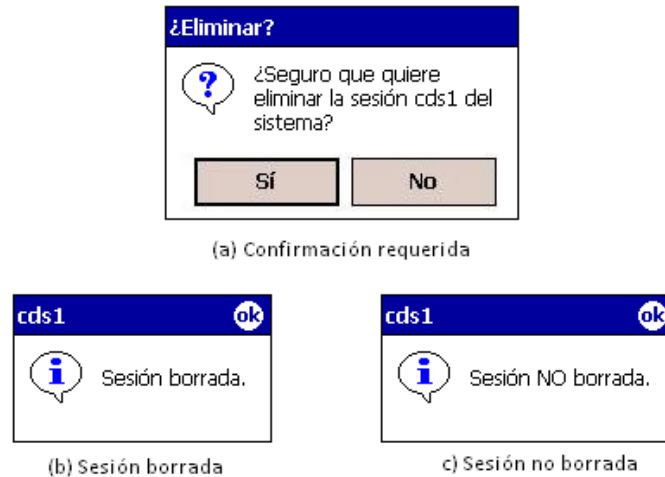 ¿Eliminar?
?
¿Seguro que quiere
eliminar la sesión cds1 del
sistema?
Sí
No
(a) Confirmación requerida
cds1
ok
i
Sesión borrada.
(b) Sesión borrada
cds1
ok
i
Sesión NO borrada.
c) Sesión no borrada